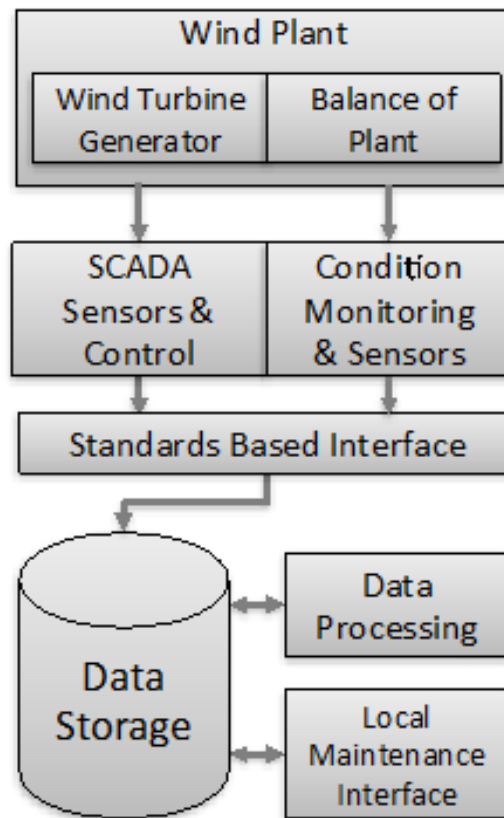 Wind Plant
Wind Turbine
Generator
Balance of
Plant
SCADA
Sensors &
Control
Condition
Monitoring
& Sensors
Standards Based Interface
Data
Storage
Data
Processing
Local
Maintenance
Interface